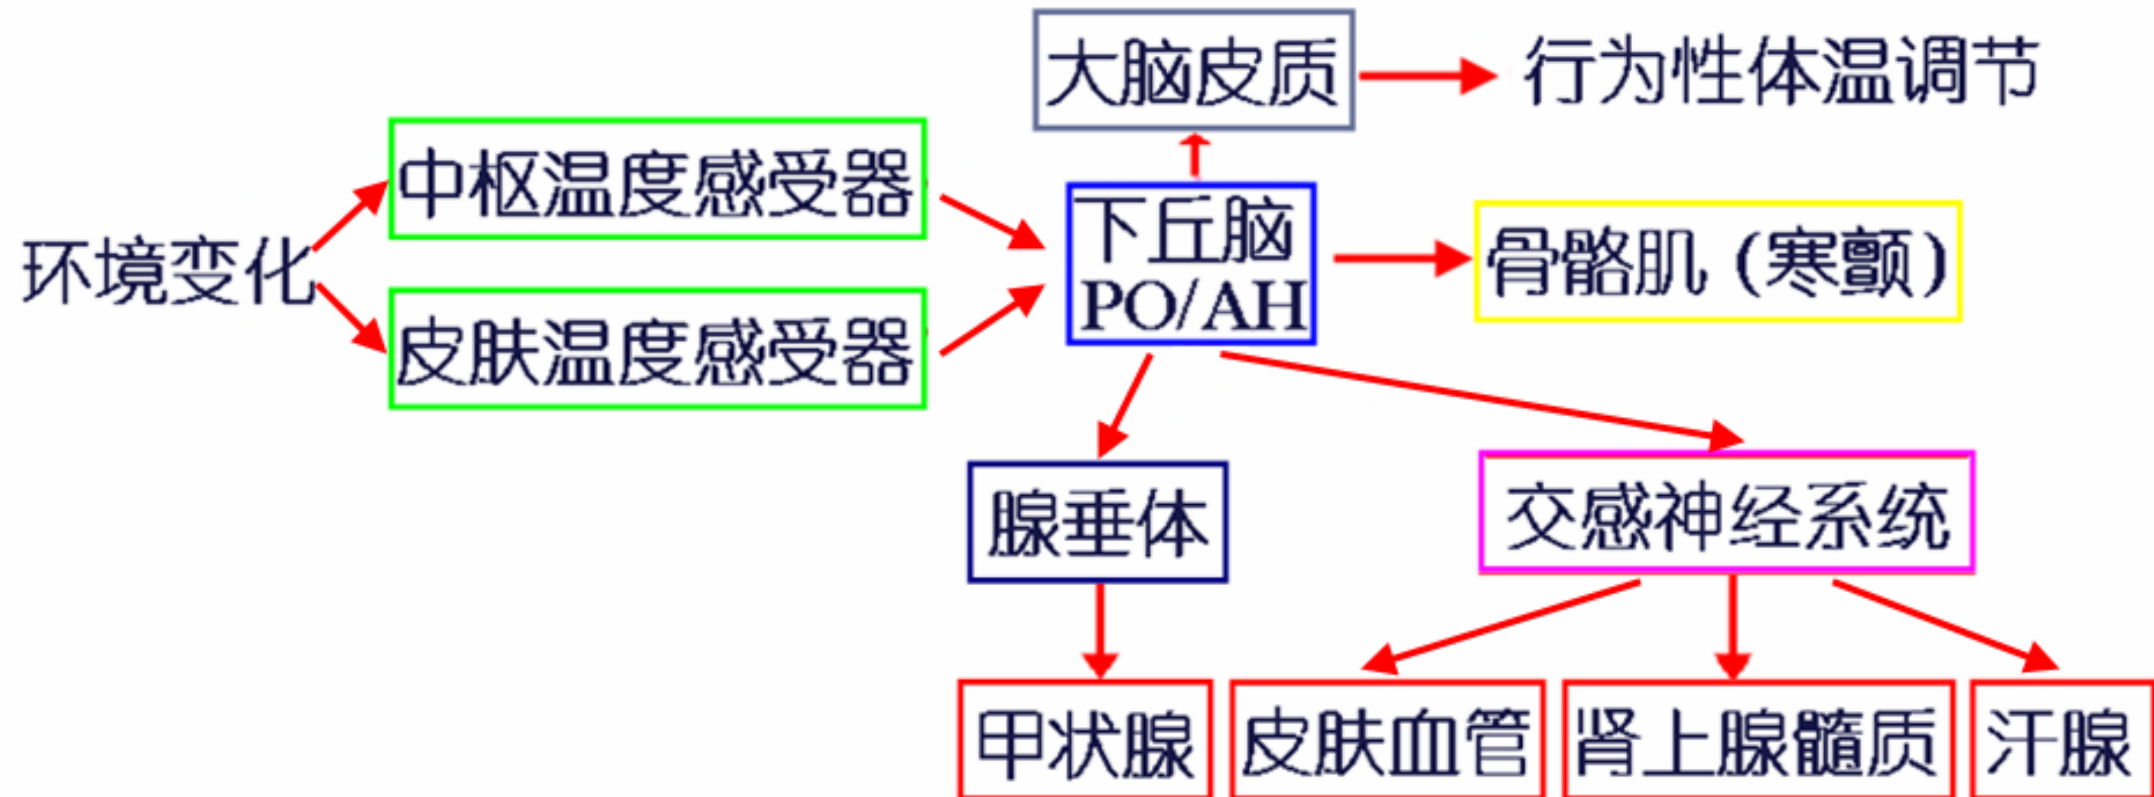 大脑皮质
行为性体温调节
中枢温度感受器
环境变化
下丘脑
PO/AH
骨骼肌（寒颤）
皮肤温度感受器
腺垂体
交感神经系统
甲状腺
皮肤血管
肾上腺髓质
汗腺